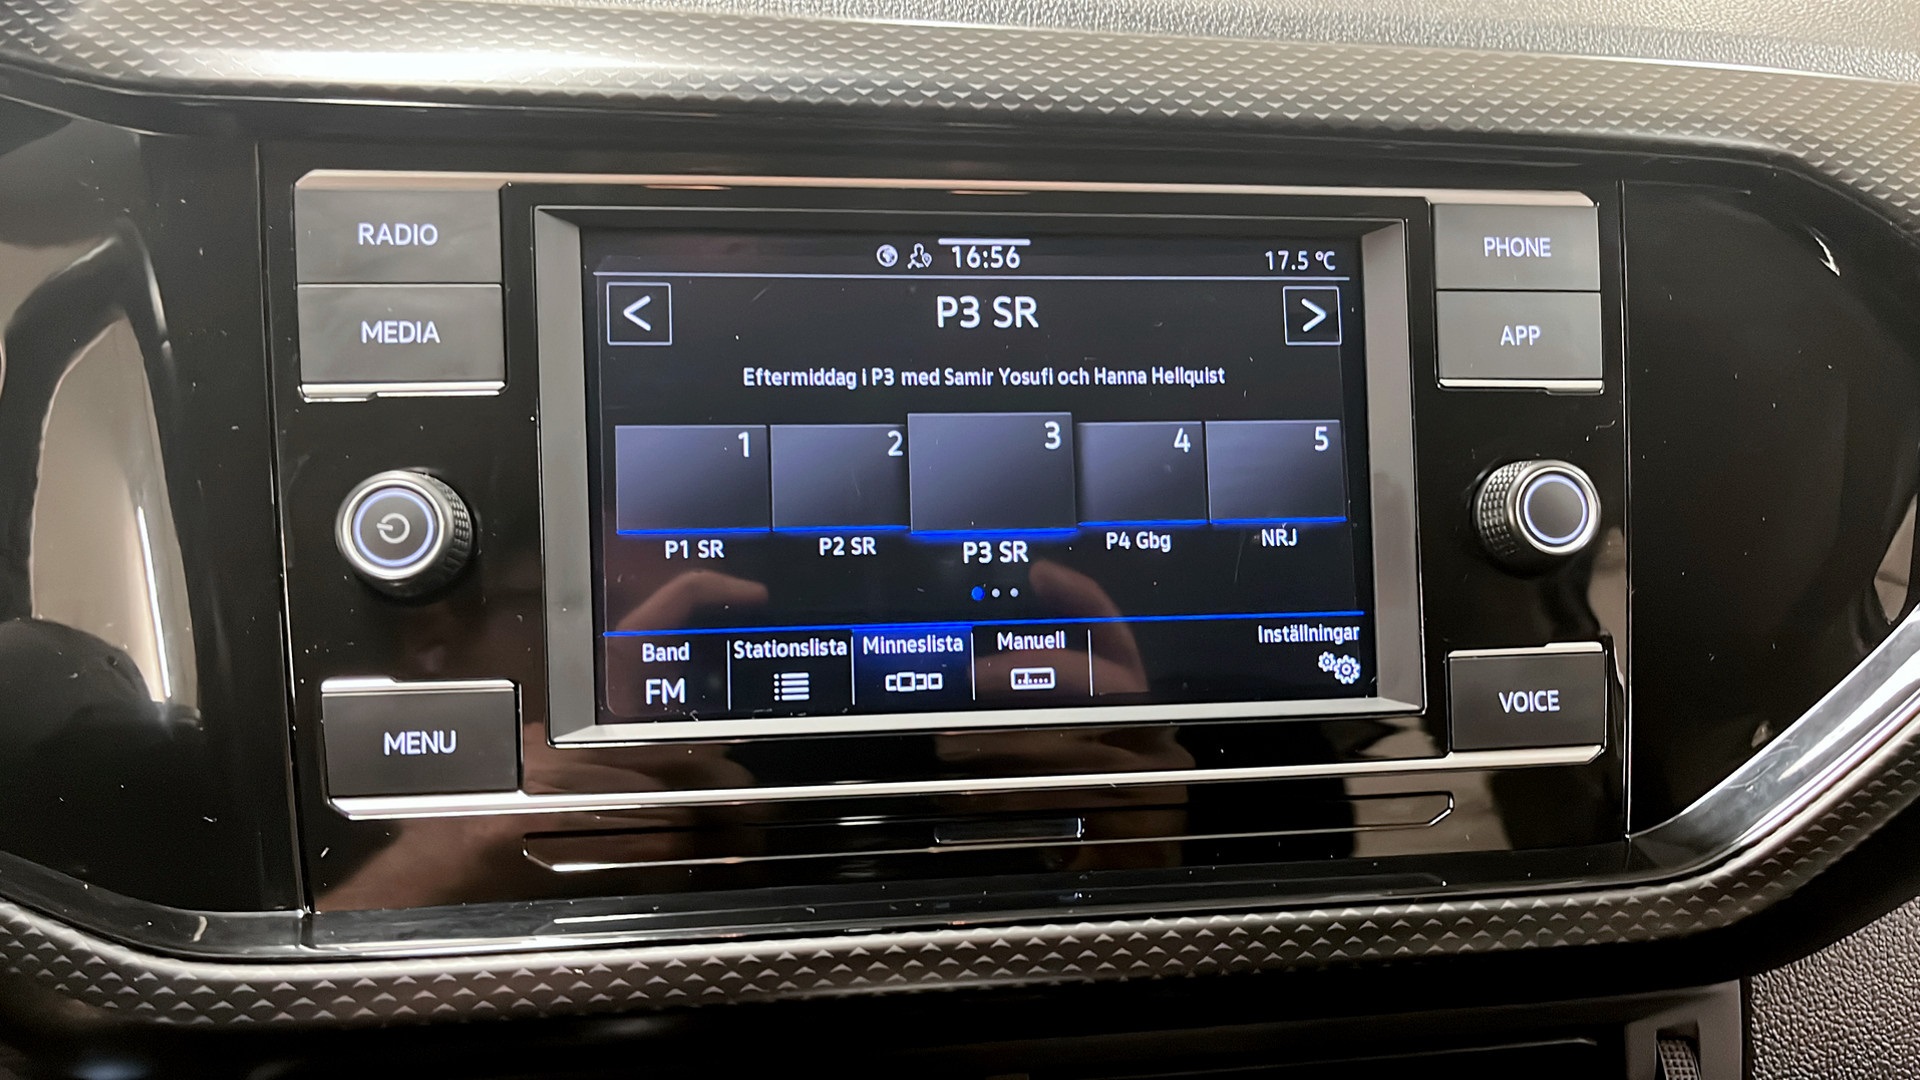 RADIO
MEDIA
MENU
16:56
17.5 °C
< P3 SR >
Eftermiddag i P3 med Samir Yosufi och Hanna Hellquist
1 2 3 4 5
P1 SR P2 SR P3 SR P4 Gbg NRJ
Band Stationslista Minneslista Manuell Inställningar
FM
PHONE
APP
VOICE